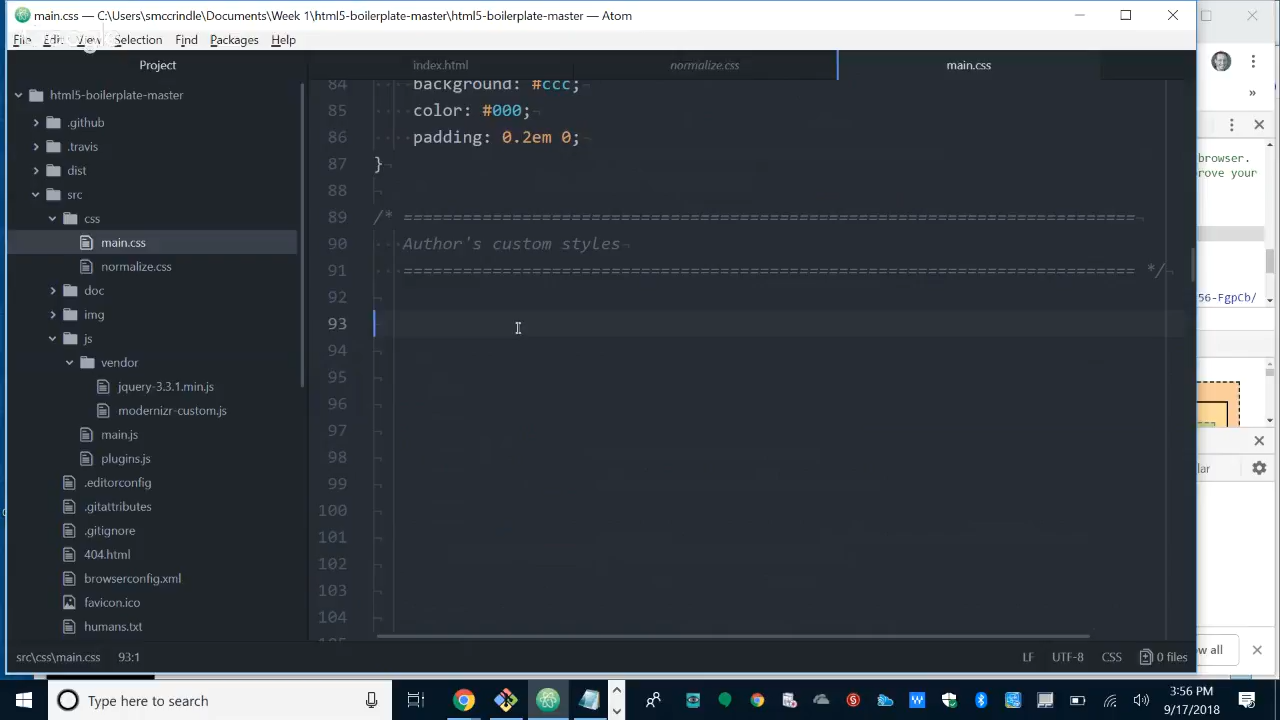 main.css — C:\Users\smccrindle\Documents\Week 1\html5-boilerplate-master\html5-boilerplate-master — Atom
File Edit View Selection Find Packages Help
Project
index.html
normalize.css
main.css
html5-boilerplate-master
.github
.travis
dist
src
css
main.css
normalize.css
doc
img
js
vendor
jquery-3.3.1.min.js
modernizr-custom.js
main.js
plugins.js
.editorconfig
.gitattributes
.gitignore
404.html
browserconfig.xml
favicon.ico
humans.txt
84 background: #ccc;
85 color: #000;
86 padding: 0.2em 0;
87 }
88
89 /* ==========================================================================
90 Author's custom styles
91 ========================================================================== */
92
93
94
95
96
97
98
99
100
101
102
103
104
browser.
rove your
56-FgpCb/
lar
w all
src\css\main.css 93:1
LF UTF-8 CSS 0 files
Type here to search
3:56 PM
9/17/2018